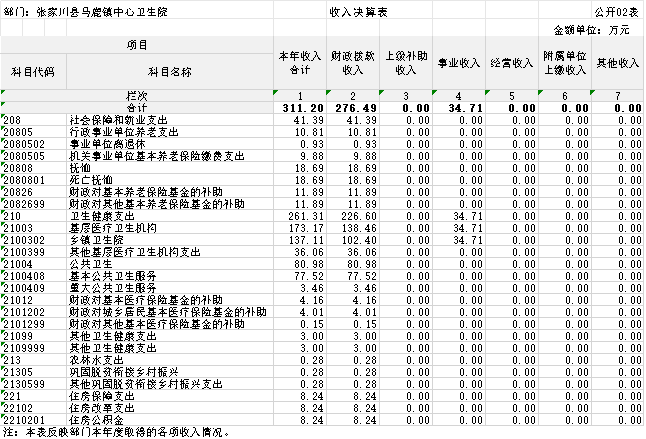 部门：张家川县马鹿镇中心卫生院 收入决算表 公开02表
金额单位：万元
项目 本年收入合计 财政拨款收入 上级补助收入 事业收入 经营收入 附属单位上缴收入 其他收入
科目代码 科目名称
栏次 1 2 3 4 5 6 7
合计 311.20 276.49 0.00 34.71 0.00 0.00 0.00
208 社会保障和就业支出 41.39 41.39 0.00 0.00 0.00 0.00 0.00
20805 行政事业单位养老支出 10.81 10.81 0.00 0.00 0.00 0.00 0.00
2080502 事业单位离退休 0.93 0.93 0.00 0.00 0.00 0.00 0.00
2080505 机关事业单位基本养老保险缴费支出 9.88 9.88 0.00 0.00 0.00 0.00 0.00
20808 抚恤 18.69 18.69 0.00 0.00 0.00 0.00 0.00
2080801 死亡抚恤 18.69 18.69 0.00 0.00 0.00 0.00 0.00
20826 财政对基本养老保险基金的补助 11.89 11.89 0.00 0.00 0.00 0.00 0.00
2082699 财政对其他基本养老保险基金的补助 11.89 11.89 0.00 0.00 0.00 0.00 0.00
210 卫生健康支出 261.31 226.60 0.00 34.71 0.00 0.00 0.00
21003 基层医疗卫生机构 173.17 138.46 0.00 34.71 0.00 0.00 0.00
2100302 乡镇卫生院 137.11 102.40 0.00 34.71 0.00 0.00 0.00
2100399 其他基层医疗卫生机构支出 36.06 36.06 0.00 0.00 0.00 0.00 0.00
21004 公共卫生 80.98 80.98 0.00 0.00 0.00 0.00 0.00
2100408 基本公共卫生服务 77.52 77.52 0.00 0.00 0.00 0.00 0.00
2100409 重大公共卫生服务 3.46 3.46 0.00 0.00 0.00 0.00 0.00
21012 财政对基本医疗保险基金的补助 4.16 4.16 0.00 0.00 0.00 0.00 0.00
2101202 财政对城乡居民基本医疗保险基金的补助 4.01 4.01 0.00 0.00 0.00 0.00 0.00
2101299 财政对其他基本医疗保险基金的补助 0.15 0.15 0.00 0.00 0.00 0.00 0.00
21099 其他卫生健康支出 3.00 3.00 0.00 0.00 0.00 0.00 0.00
2109999 其他卫生健康支出 3.00 3.00 0.00 0.00 0.00 0.00 0.00
213 农林水支出 0.28 0.28 0.00 0.00 0.00 0.00 0.00
21305 巩固脱贫衔接乡村振兴 0.28 0.28 0.00 0.00 0.00 0.00 0.00
2130599 其他巩固脱贫衔接乡村振兴支出 0.28 0.28 0.00 0.00 0.00 0.00 0.00
221 住房保障支出 8.24 8.24 0.00 0.00 0.00 0.00 0.00
22102 住房改革支出 8.24 8.24 0.00 0.00 0.00 0.00 0.00
2210201 住房公积金 8.24 8.24 0.00 0.00 0.00 0.00 0.00
注：本表反映部门本年度取得的各项收入情况。